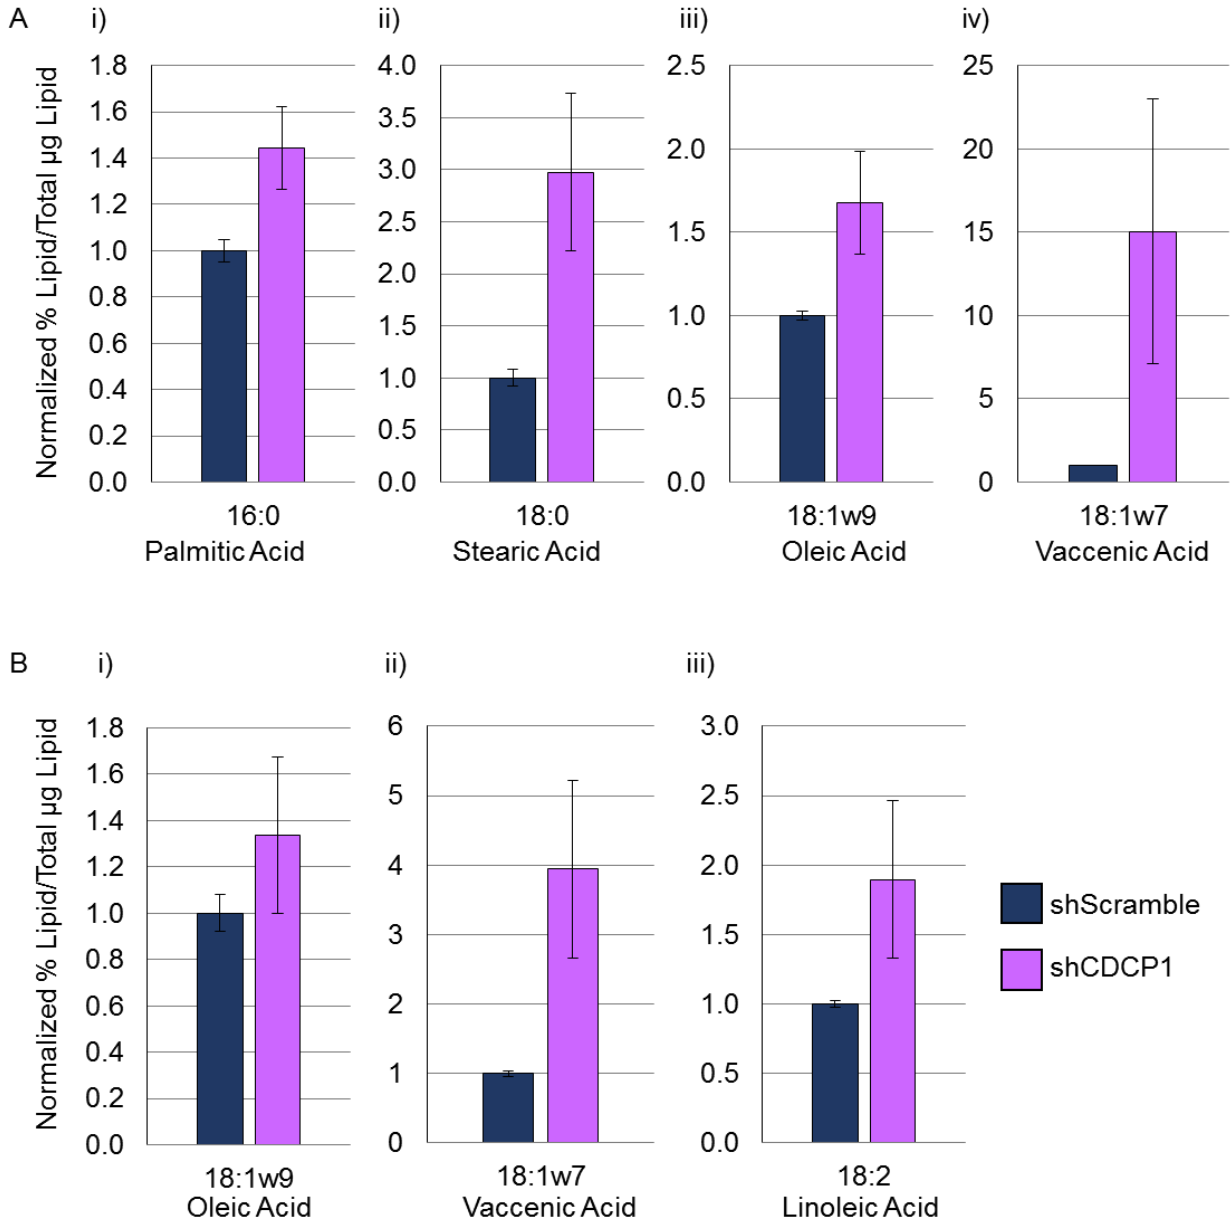 A
i)
ii)
iii)
iv)
Normalized % Lipid/Total µg Lipid
1.8
1.6
1.4
1.2
1.0
0.8
0.6
0.4
0.2
0.0
16:0
Palmitic Acid
4.0
3.5
3.0
2.5
2.0
1.5
1.0
0.5
0.0
18:0
Stearic Acid
2.5
2.0
1.5
1.0
0.5
0.0
18:1w9
Oleic Acid
25
20
15
10
5
0
18:1w7
Vaccenic Acid
B
i)
ii)
iii)
Normalized % Lipid/Total µg Lipid
1.8
1.6
1.4
1.2
1.0
0.8
0.6
0.4
0.2
0.0
18:1w9
Oleic Acid
6
5
4
3
2
1
0
18:1w7
Vaccenic Acid
3.0
2.5
2.0
1.5
1.0
0.5
0.0
18:2
Linoleic Acid
shScramble
shCDCP1